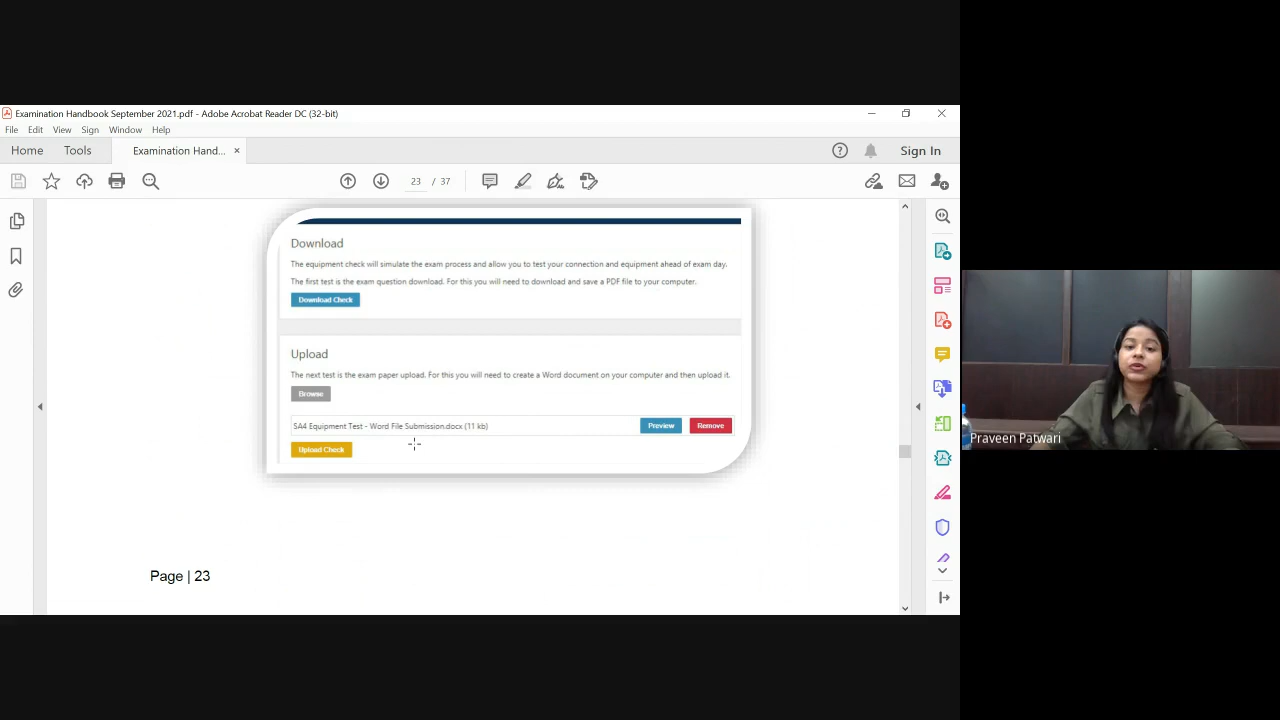 Examination Handbook September 2021.pdf - Adobe Acrobat Reader DC (32-bit)
File Edit View Sign Window Help
Home Tools Examination Hand... × Sign In
23 / 37
Download
The equipment check will simulate the exam process and allow you to test your connection and equipment ahead of exam day.
The first test is the exam question download. For this you will need to download and save a PDF file to your computer.
Download Check
Upload
The next test is the exam paper upload. For this you will need to create a Word document on your computer and then upload it.
Browse
SA4 Equipment Test - Word File Submission.docx (11 kb) Preview Remove
Upload Check
Page | 23
Praveen Patwari